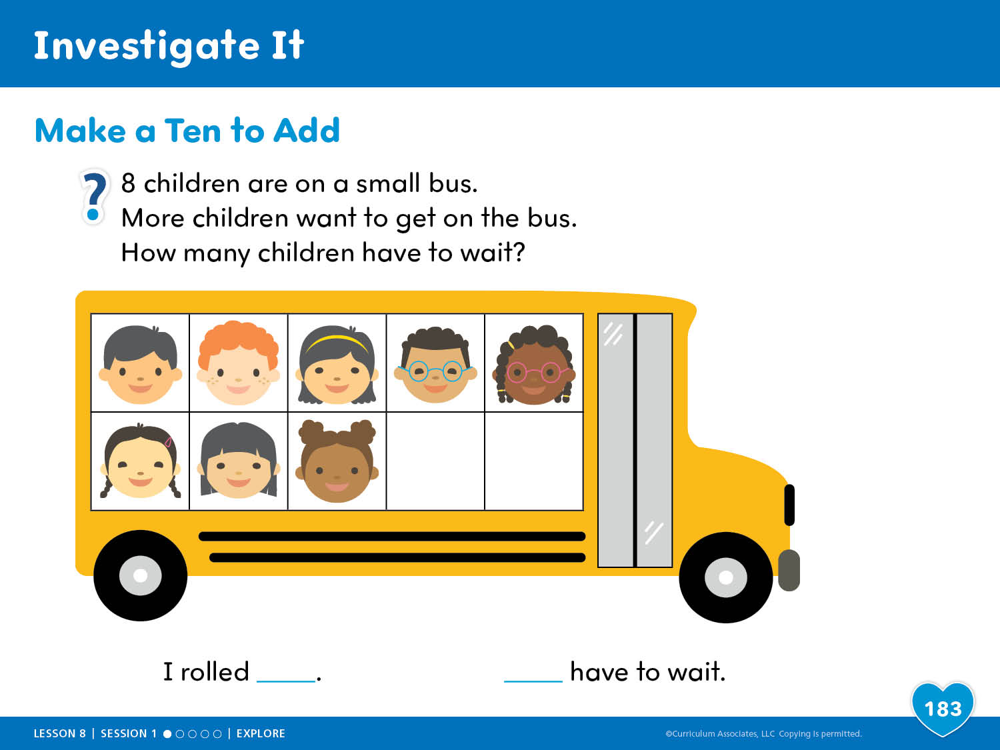 Investigate It
Make a Ten to Add
?
8 children are on a small bus.
More children want to get on the bus.
How many children have to wait?
I rolled _____.
_____ have to wait.
183
LESSON 8 | SESSION 1 ● ○ ○ ○ ○ | EXPLORE
©Curriculum Associates, LLC Copying is permitted.